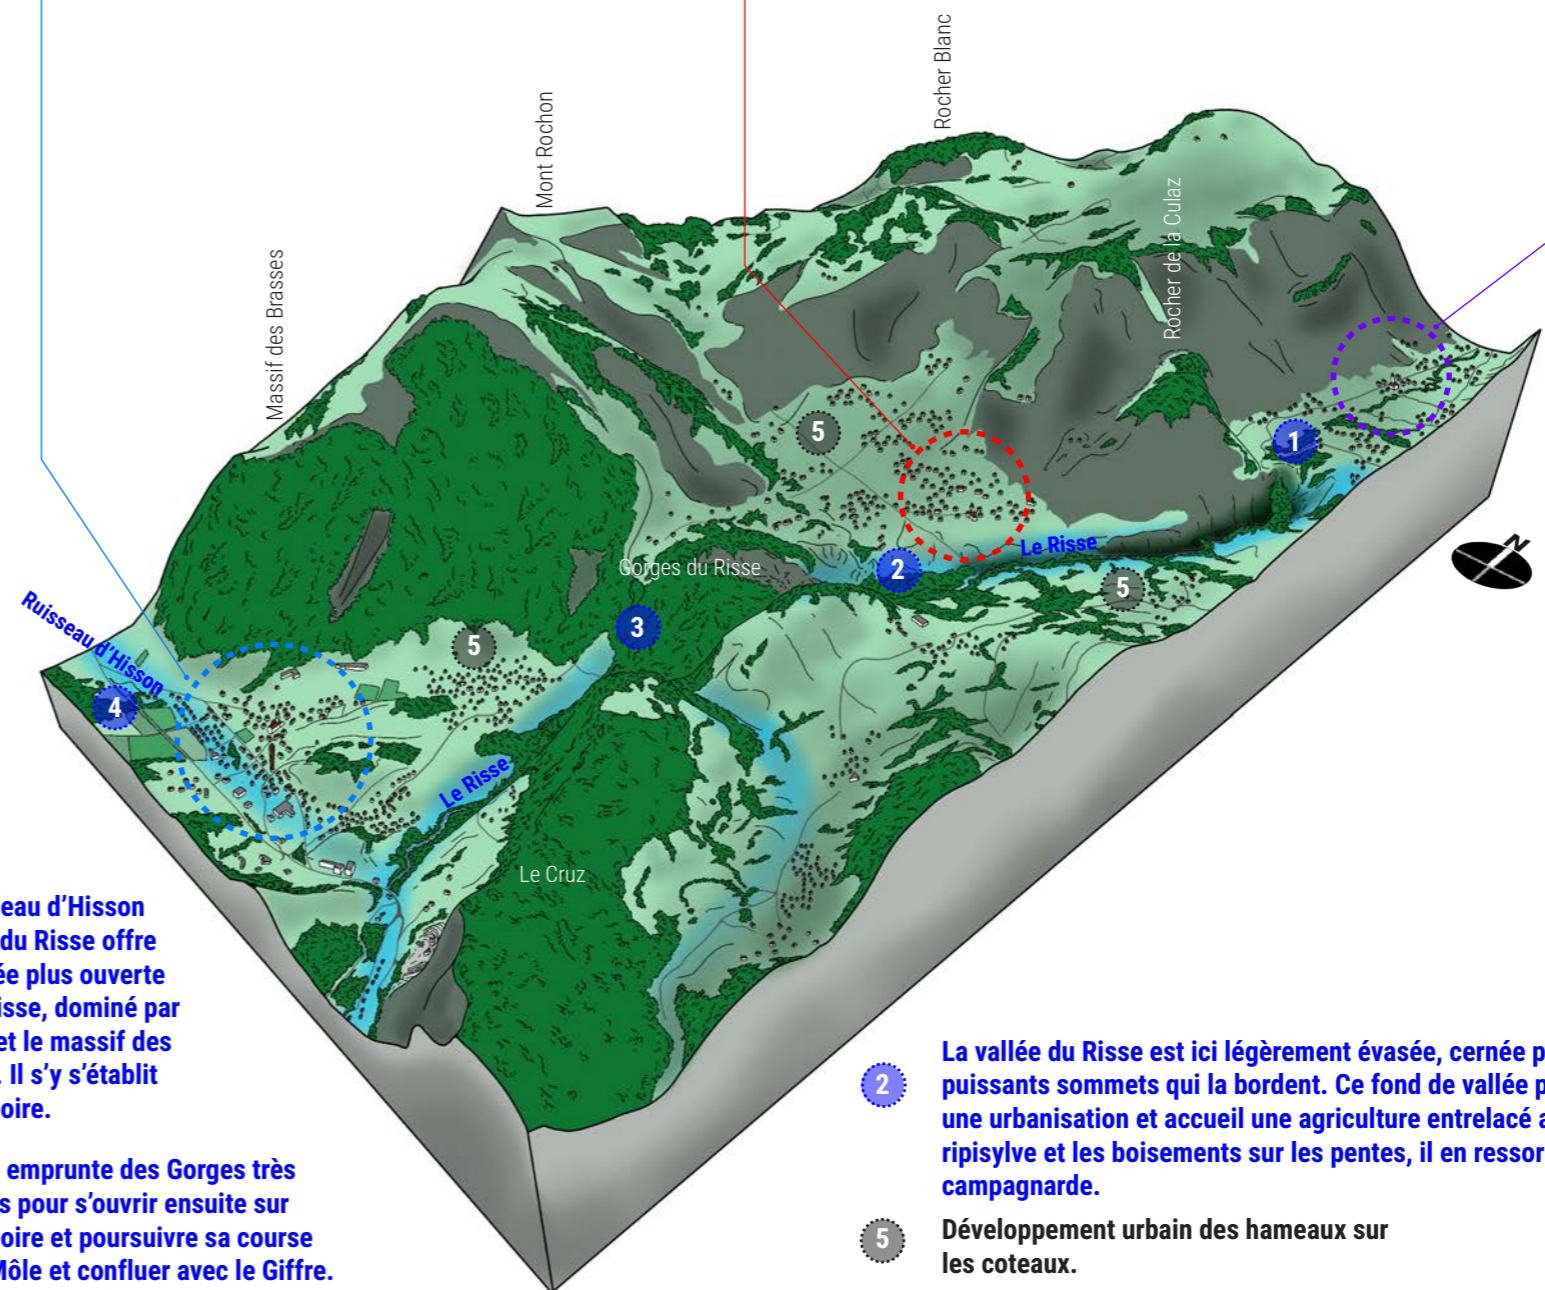 Rocher Blanc
Mont Rochon
Rocher de la Culaz
Massif des Brasses
5
1
Le Risse
N
Gorges du Risse
2
5
3
Ruisseau d’Hisson
5
4
Le Risse
Le Cruz
eau d’Hisson
du Risse offre
ée plus ouverte
isse, dominé par
et le massif des
. Il s’y s’établit
oire.
emprunte des Gorges très
s pour s’ouvrir ensuite sur
oire et poursuivre sa course
Môle et confluer avec le Giffre.
2
La vallée du Risse est ici légèrement évasée, cernée p
puissants sommets qui la bordent. Ce fond de vallée p
une urbanisation et accueil une agriculture entrelacé a
ripisylve et les boisements sur les pentes, il en ressor
campagnarde.
5
Développement urbain des hameaux sur
les coteaux.